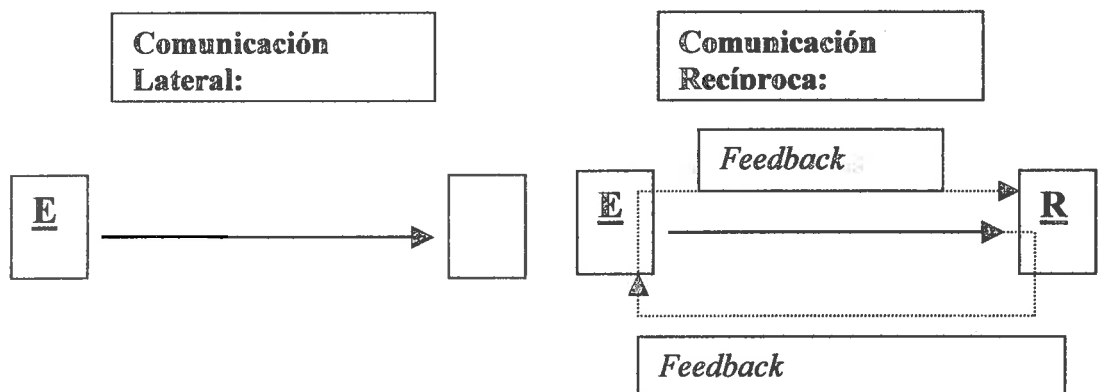 Comunicación
Lateral:
E
Comunicación
Recíproca:
Feedback
E
R
Feedback